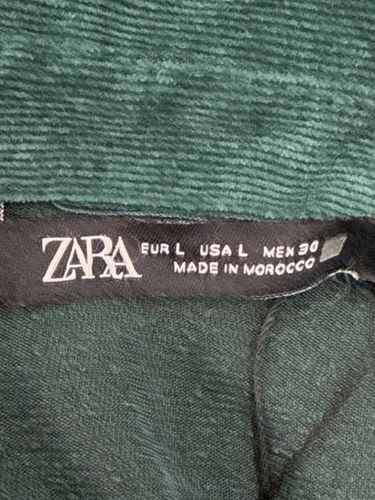 ZARA
EUR L USA L MEX 30
MADE IN MOROCCO